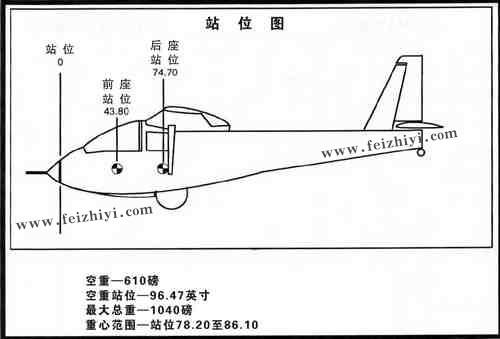 站位图
站位
0
后座
站位
74.70
前座
站位
43.80
www.feizhiyi.com
www.feizhiyi.com
空重—610磅
空重站位—96.47英寸
最大总重—1040磅
重心范围—站位78.20至86.10